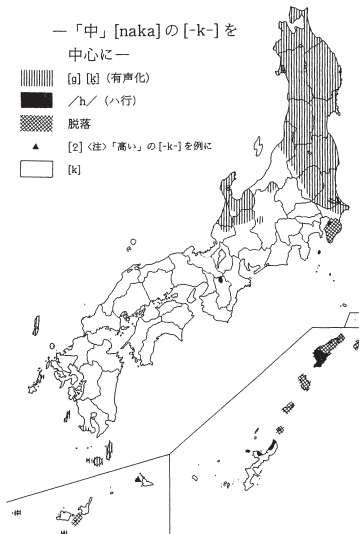 ―「中」[naka]の[-k-]を
中心に―
[g] [k̬] (有声化)
/h/ (ハ行)
脱落
[2]〈注〉「高い」の[-k-]を例に
[k]